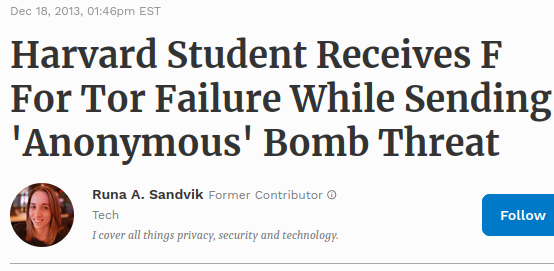 Dec 18, 2013, 01:46pm EST
Harvard Student Receives F
For Tor Failure While Sending
'Anonymous' Bomb Threat
Runa A. Sandvik Former Contributor
Tech
I cover all things privacy, security and technology.
Follow